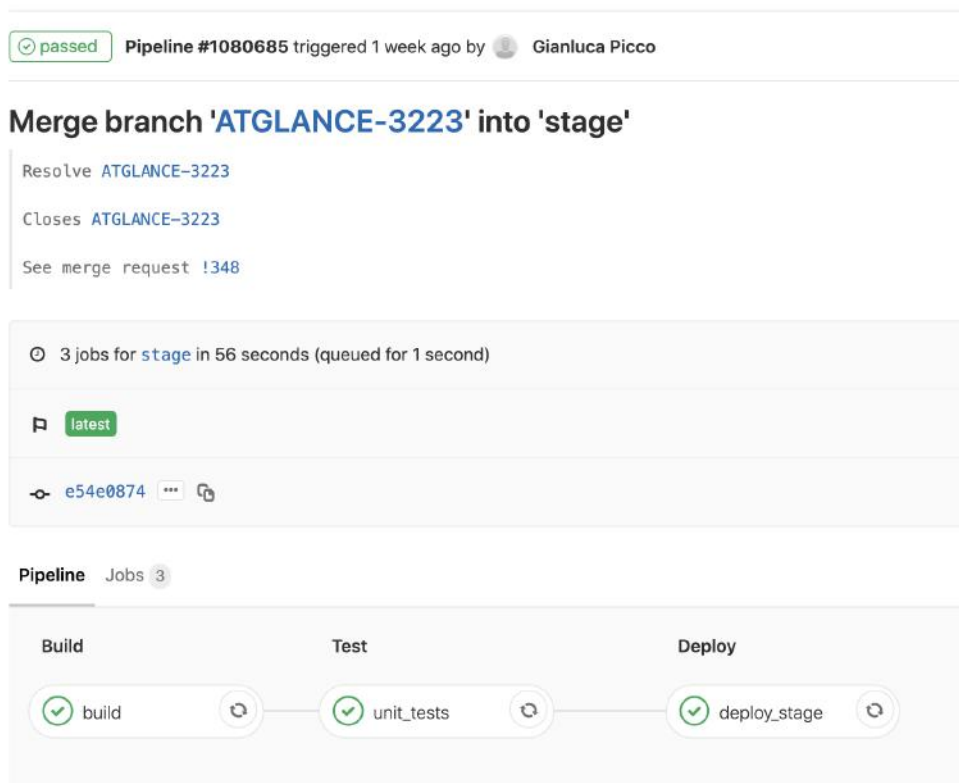 passed Pipeline #1080685 triggered 1 week ago by Gianluca Picco
Merge branch 'ATGLANCE-3223' into 'stage'
Resolve ATGLANCE-3223
Closes ATGLANCE-3223
See merge request !348
3 jobs for stage in 56 seconds (queued for 1 second)
latest
e54e0874 ...
Pipeline Jobs 3
Build Test Deploy
build unit_tests deploy_stage